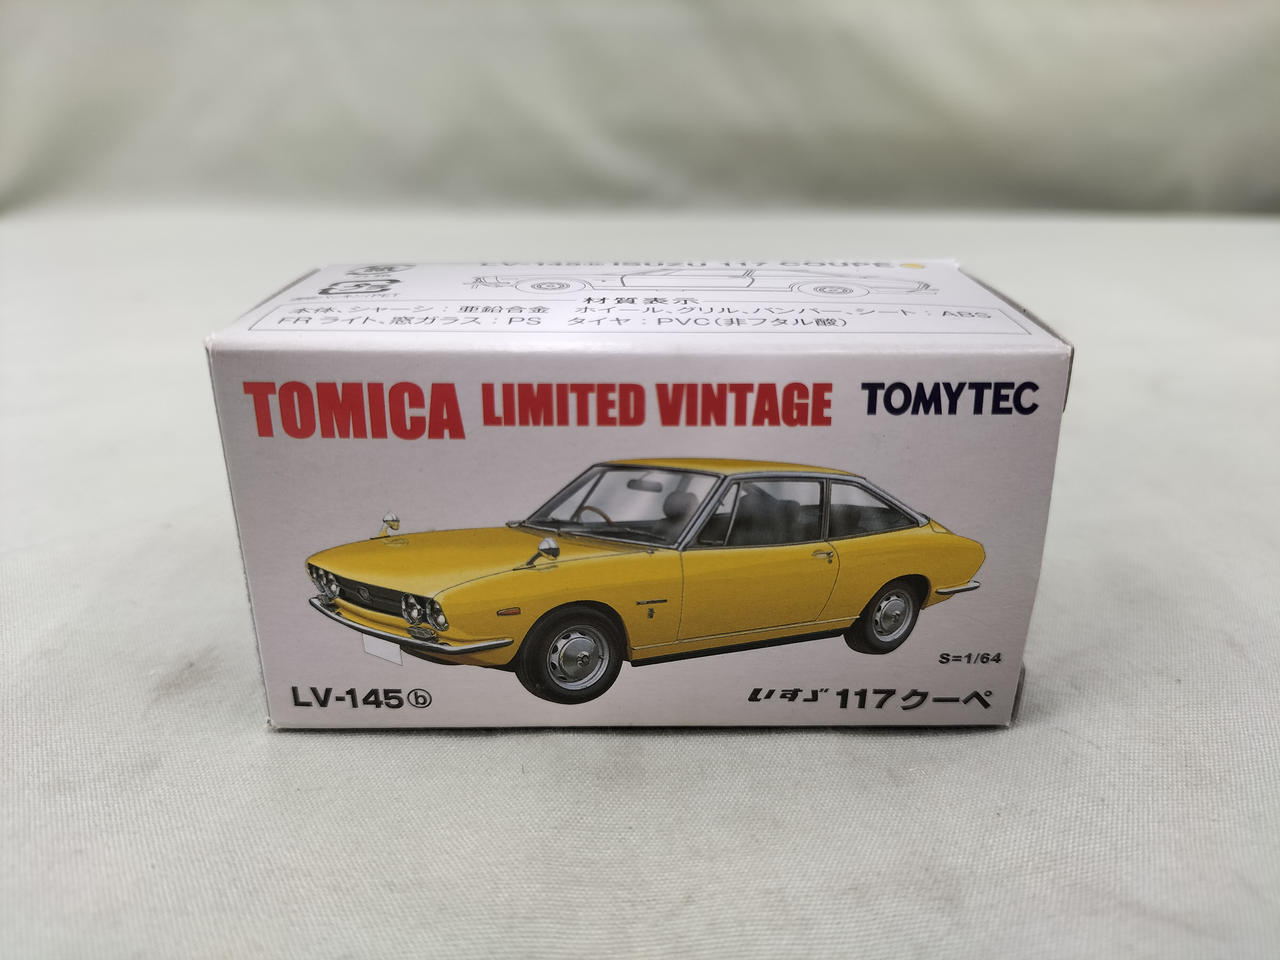 LV-145b ISUZU 117 COUPE
材質表示
本体、シャーシ：亜鉛合金 ホイール、グリル、バンパー、シート：ABS
FRライト、窓ガラス：PS タイヤ：PVC(非フタル酸)
TOMICA LIMITED VINTAGE TOMYTEC
S=1/64
LV-145ⓑ いすゞ 117クーペ